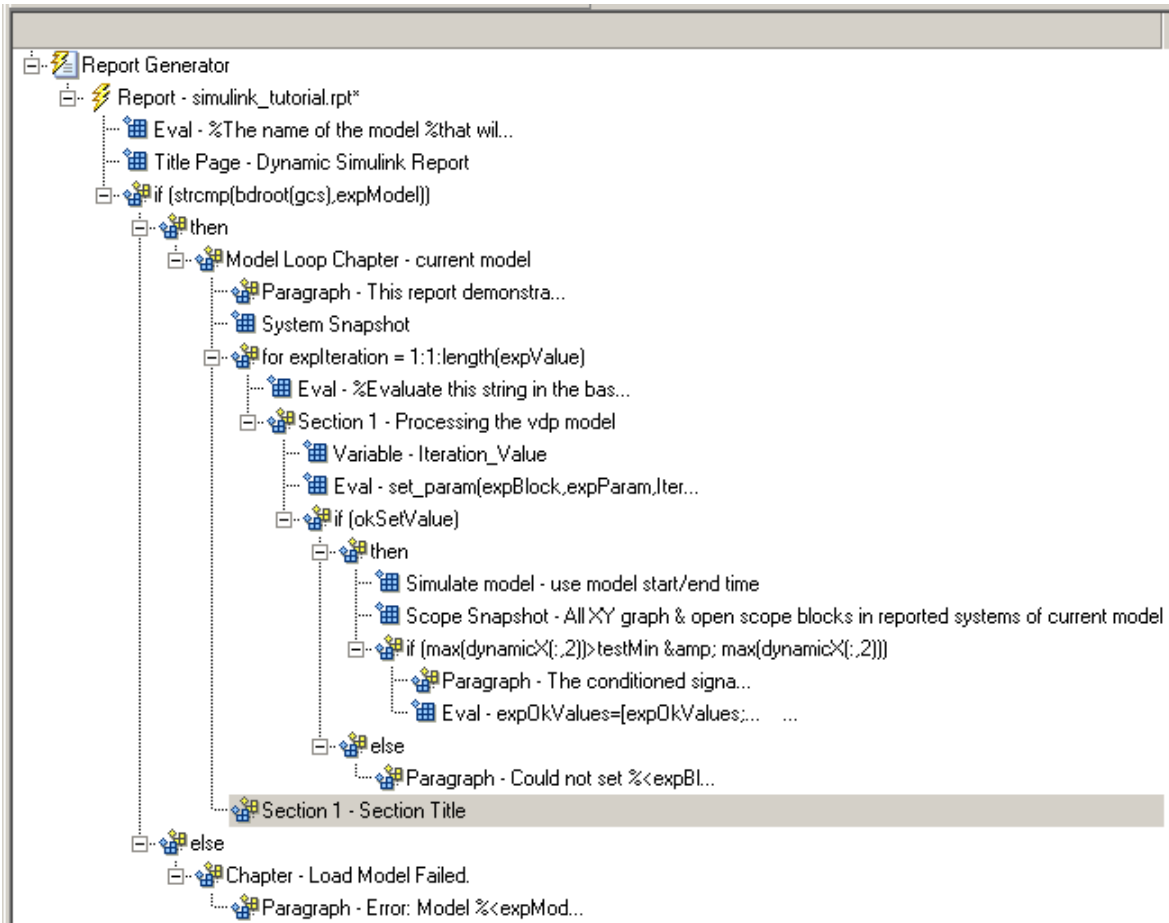 Report Generator
Report - simulink_tutorial.rpt*
Eval - %The name of the model %that wil...
Title Page - Dynamic Simulink Report
if (strcmp(bdroot(gcs),expModel))
then
Model Loop Chapter - current model
Paragraph - This report demonstra...
System Snapshot
for expIteration = 1:1:length(expValue)
Eval - %Evaluate this string in the bas...
Section 1 - Processing the vdp model
Variable - Iteration_Value
Eval - set_param(expBlock,expParam,Iter...
if (okSetValue)
then
Simulate model - use model start/end time
Scope Snapshot - All XY graph & open scope blocks in reported systems of current model
if (max(dynamicX(:,2))>testMin &amp; max(dynamicX(:,2)))
Paragraph - The conditioned signa...
Eval - expOkValues=[expOkValues;... ...
else
Paragraph - Could not set %<expBl...
Section 1 - Section Title
else
Chapter - Load Model Failed.
Paragraph - Error: Model %<expMod...